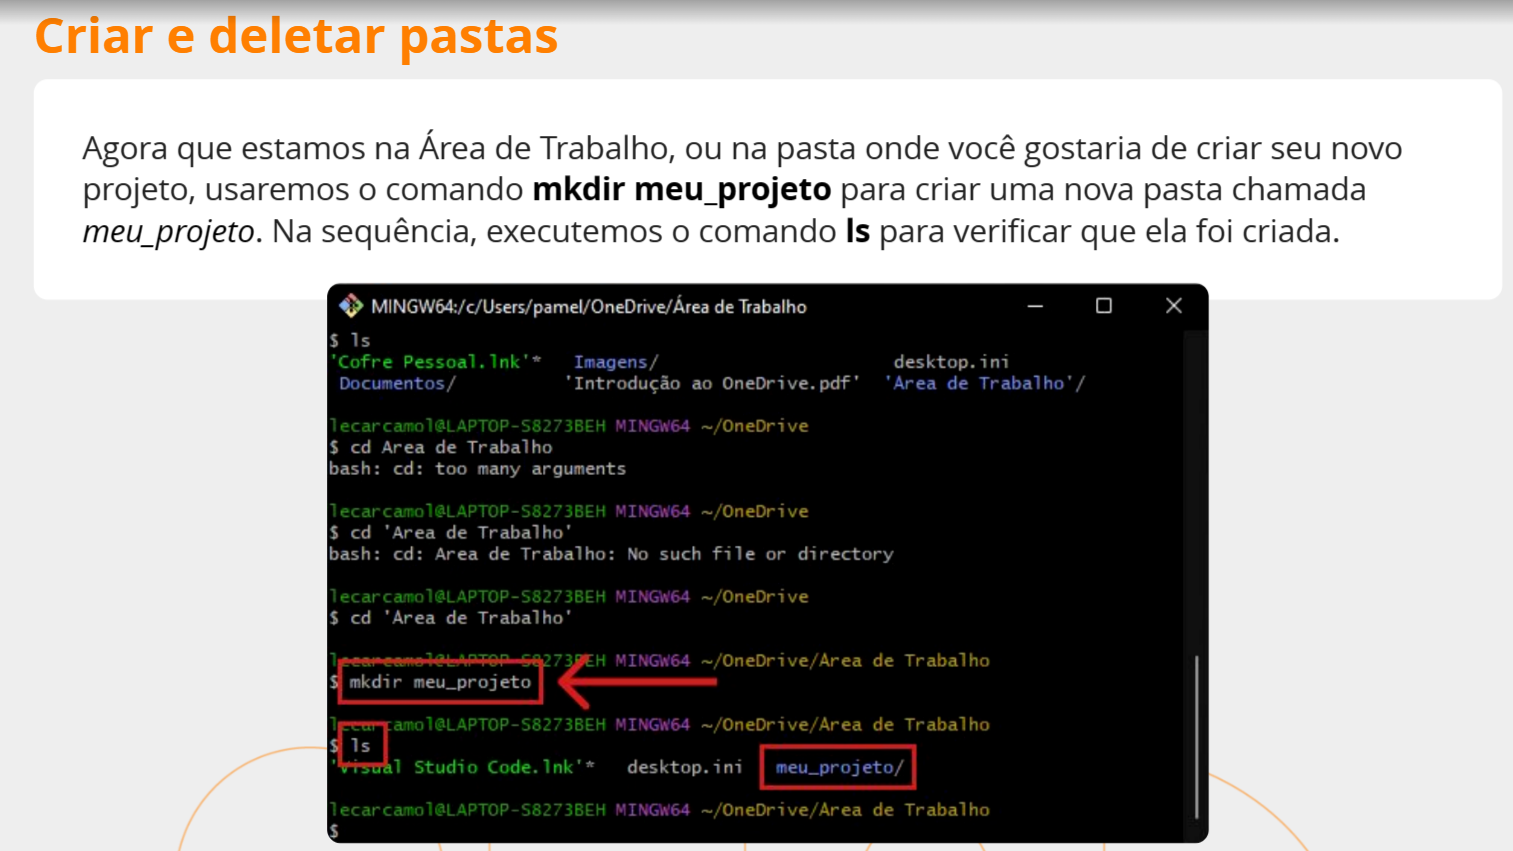 Criar e deletar pastas
Agora que estamos na Área de Trabalho, ou na pasta onde você gostaria de criar seu novo
projeto, usaremos o comando mkdir meu_projeto para criar uma nova pasta chamada
meu_projeto. Na sequência, executemos o comando ls para verificar que ela foi criada.
MINGW64:/c/Users/pamel/OneDrive/Área de Trabalho
$ ls
'Cofre Pessoal.lnk'* Imagens/ desktop.ini
Documentos/ 'Introdução ao OneDrive.pdf' 'Área de Trabalho'/
lecarcamol@LAPTOP-S8273BEH MINGW64 ~/OneDrive
$ cd Area de Trabalho
bash: cd: too many arguments
lecarcamol@LAPTOP-S8273BEH MINGW64 ~/OneDrive
$ cd 'Area de Trabalho'
bash: cd: Area de Trabalho: No such file or directory
lecarcamol@LAPTOP-S8273BEH MINGW64 ~/OneDrive
$ cd 'Área de Trabalho'
lecarcamol@LAPTOP-S8273BEH MINGW64 ~/OneDrive/Área de Trabalho
$ mkdir meu_projeto
lecarcamol@LAPTOP-S8273BEH MINGW64 ~/OneDrive/Área de Trabalho
$ ls
'Visual Studio Code.lnk'* desktop.ini meu_projeto/
lecarcamol@LAPTOP-S8273BEH MINGW64 ~/OneDrive/Área de Trabalho
$